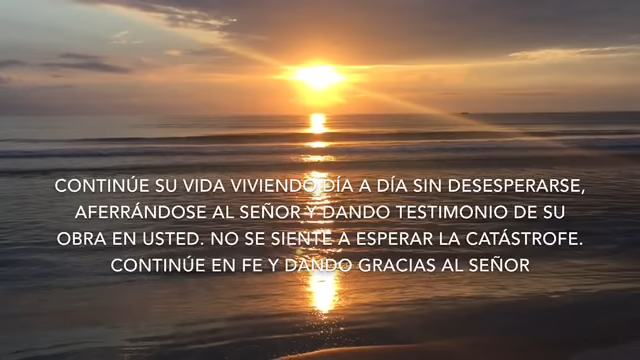 CONTINÚE SU VIDA VIVIENDO DÍA A DÍA SIN DESESPERARSE,
AFERRÁNDOSE AL SEÑOR Y DANDO TESTIMONIO DE SU
OBRA EN USTED. NO SE SIENTE A ESPERAR LA CATÁSTROFE.
CONTINÚE EN FE Y DANDO GRACIAS AL SEÑOR